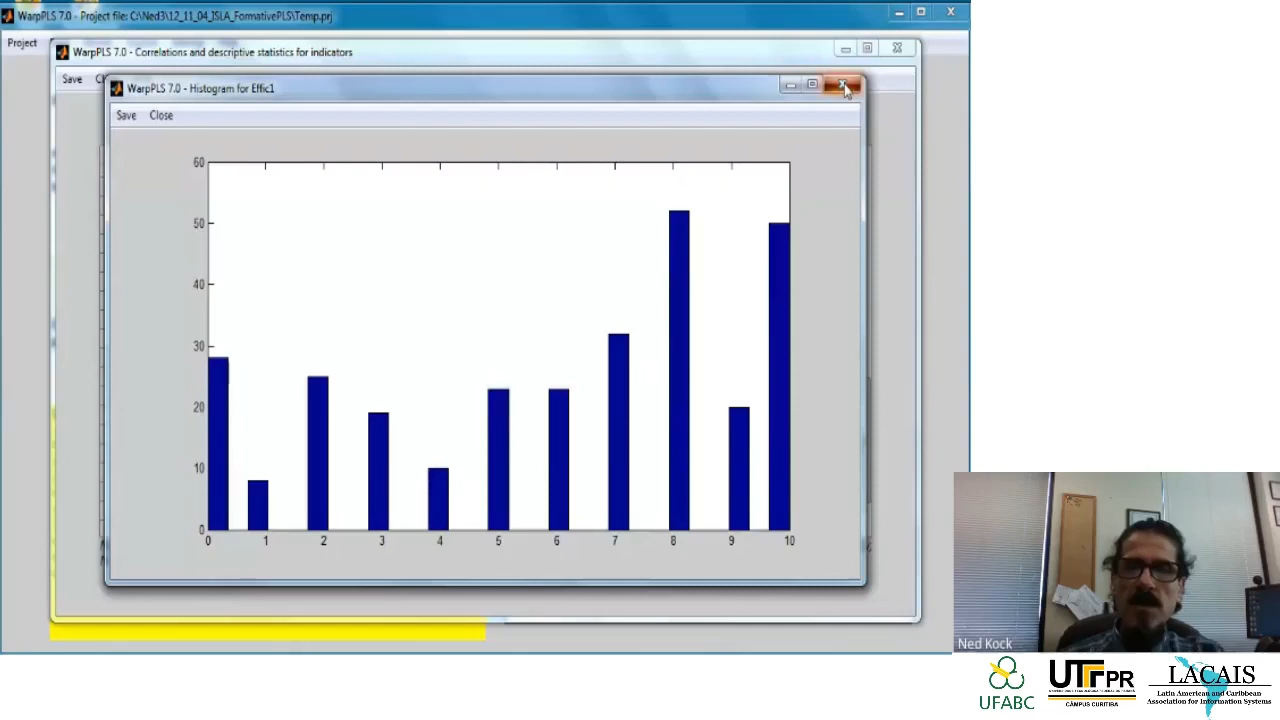 WarpPLS 7.0 - Project file: C:\Ned3\12_11_04_ISLA_FormativePLS\Temp.prj
Project
WarpPLS 7.0 - Correlations and descriptive statistics for indicators
Save
WarpPLS 7.0 - Histogram for Effic1
Save Close
60
50
40
30
20
10
0
0 1 2 3 4 5 6 7 8 9 10
Ned Kock
UFABC
UTFPR
CÂMPUS CURITIBA
LACAIS
Latin American and Caribbean
Association for Information Systems